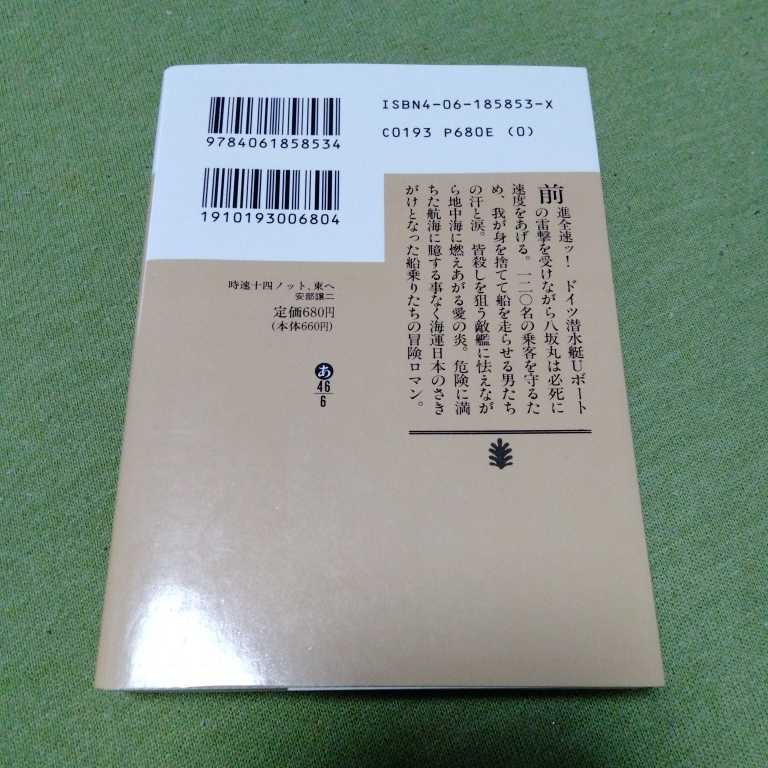 9784061858534
1910193006804
ISBN4-06-185853-X
C0193 P680E (0)
前進全速ッ! ドイツ潜水艇Uボート
の雷撃を受けながら八坂丸は必死に
速度をあげる。一二〇名の乗客を守るた
め、我が身を捨てて船を走らせる男たち
の汗と涙。皆殺しを狙う敵艦に怯えなが
ら地中海に燃えあがる愛の炎。危険に満
ちた航海に臆する事なく海運日本のさき
がけとなった船乗りたちの冒険ロマン。
時速十四ノット、東へ
安部譲二
定価680円
(本体660円)
あ
46
6